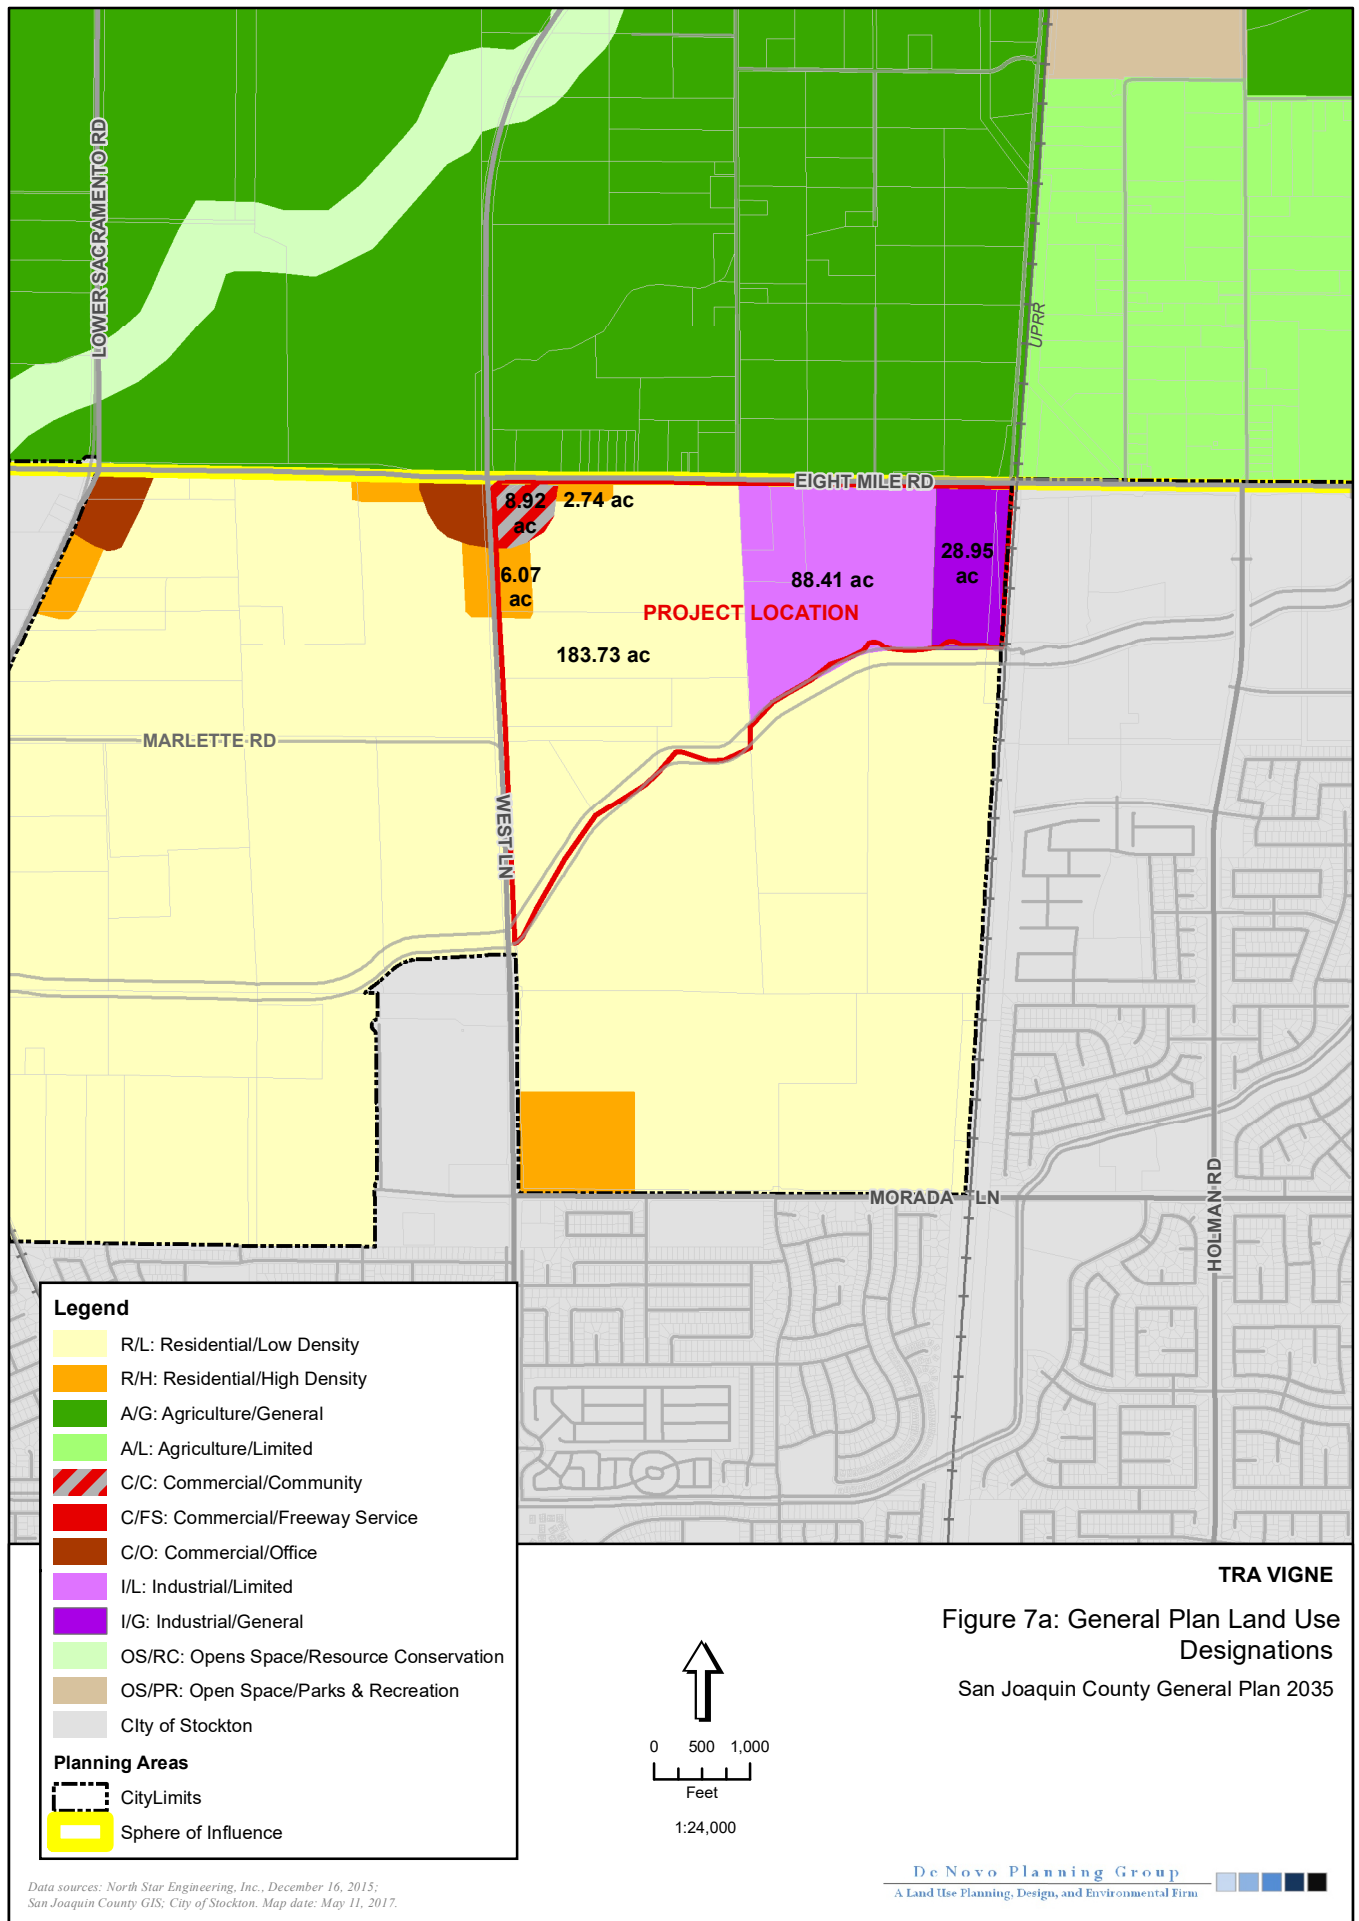 LOWER SACRAMENTO RD
UPRR
EIGHT MILE RD
8.92
ac
2.74 ac
28.95
ac
6.07
ac
88.41 ac
PROJECT LOCATION
183.73 ac
MARLETTE RD
WEST LN
MORADA LN
HOLMAN RD
Legend
R/L: Residential/Low Density
R/H: Residential/High Density
A/G: Agriculture/General
A/L: Agriculture/Limited
C/C: Commercial/Community
C/FS: Commercial/Freeway Service
C/O: Commercial/Office
I/L: Industrial/Limited
I/G: Industrial/General
OS/RC: Opens Space/Resource Conservation
OS/PR: Open Space/Parks & Recreation
CIty of Stockton
Planning Areas
CityLimits
Sphere of Influence
TRA VIGNE
Figure 7a: General Plan Land Use
Designations
San Joaquin County General Plan 2035
0 500 1,000
Feet
1:24,000
De Novo Planning Group
A Land Use Planning, Design, and Environmental Firm
Data sources: North Star Engineering, Inc., December 16, 2015;
San Joaquin County GIS; City of Stockton. Map date: May 11, 2017.